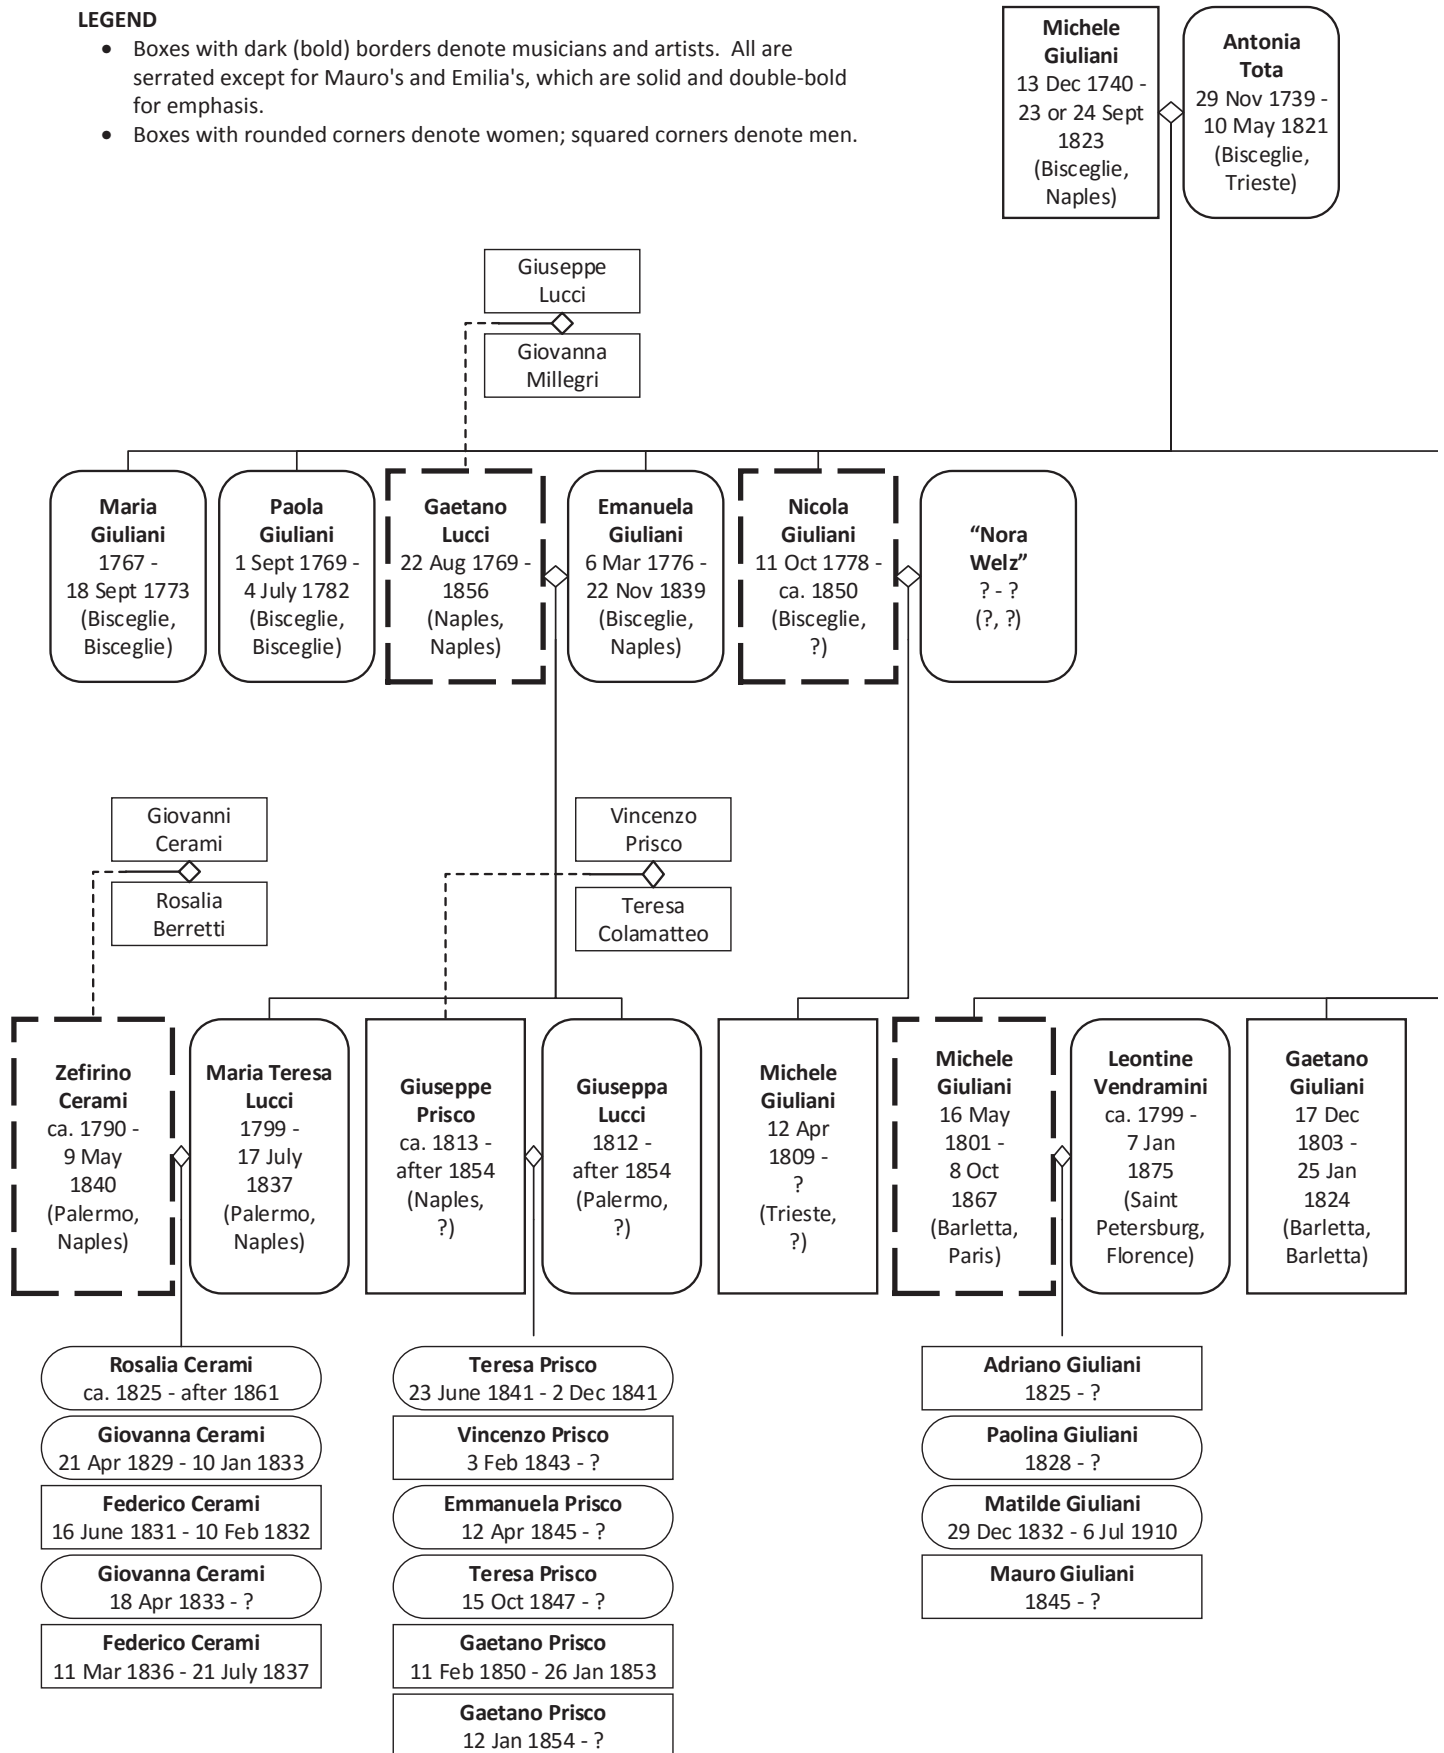 LEGEND
• Boxes with dark (bold) borders denote musicians and artists.  All are
serrated except for Mauro's and Emilia's, which are solid and double-bold
for emphasis.
• Boxes with rounded corners denote women; squared corners denote men.
Michele
Giuliani
13 Dec 1740 -
23 or 24 Sept
1823
(Bisceglie,
Naples)
Antonia
Tota
29 Nov 1739 -
10 May 1821
(Bisceglie,
Trieste)
Giuseppe
Lucci
Giovanna
Millegri
Maria
Giuliani
1767 -
18 Sept 1773
(Bisceglie,
Bisceglie)
Paola
Giuliani
1 Sept 1769 -
4 July 1782
(Bisceglie,
Bisceglie)
Gaetano
Lucci
22 Aug 1769 -
1856
(Naples,
Naples)
Emanuela
Giuliani
6 Mar 1776 -
22 Nov 1839
(Bisceglie,
Naples)
Nicola
Giuliani
11 Oct 1778 -
ca. 1850
(Bisceglie,
?)
“Nora
Welz”
? - ?
(?, ?)
Giovanni
Cerami
Rosalia
Berretti
Vincenzo
Prisco
Teresa
Colamatteo
Zefirino
Cerami
ca. 1790 -
9 May
1840
(Palermo,
Naples)
Maria Teresa
Lucci
1799 -
17 July
1837
(Palermo,
Naples)
Giuseppe
Prisco
ca. 1813 -
after 1854
(Naples,
?)
Giuseppa
Lucci
1812 -
after 1854
(Palermo,
?)
Michele
Giuliani
12 Apr
1809 -
?
(Trieste,
?)
Michele
Giuliani
16 May
1801 -
8 Oct
1867
(Barletta,
Paris)
Leontine
Vendramini
ca. 1799 -
7 Jan
1875
(Saint
Petersburg,
Florence)
Gaetano
Giuliani
17 Dec
1803 -
25 Jan
1824
(Barletta,
Barletta)
Rosalia Cerami
ca. 1825 - after 1861
Giovanna Cerami
21 Apr 1829 - 10 Jan 1833
Federico Cerami
16 June 1831 - 10 Feb 1832
Giovanna Cerami
18 Apr 1833 - ?
Federico Cerami
11 Mar 1836 - 21 July 1837
Teresa Prisco
23 June 1841 - 2 Dec 1841
Vincenzo Prisco
3 Feb 1843 - ?
Emmanuela Prisco
12 Apr 1845 - ?
Teresa Prisco
15 Oct 1847 - ?
Gaetano Prisco
11 Feb 1850 - 26 Jan 1853
Gaetano Prisco
12 Jan 1854 - ?
Adriano Giuliani
1825 - ?
Paolina Giuliani
1828 - ?
Matilde Giuliani
29 Dec 1832 - 6 Jul 1910
Mauro Giuliani
1845 - ?